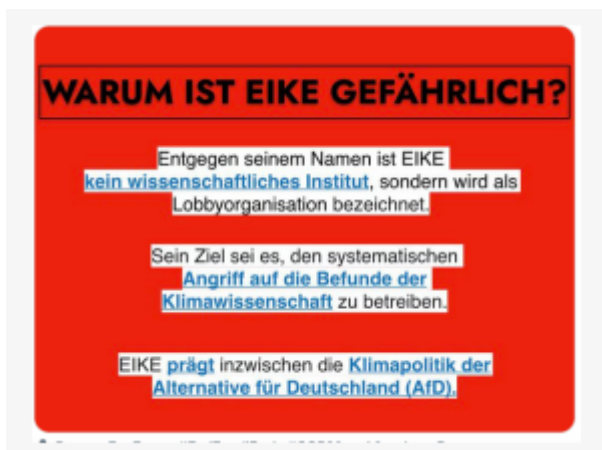 WARUM IST EIKE GEFÄHRLICH?
Entgegen seinem Namen ist EIKE
kein wissenschaftliches Institut, sondern wird als
Lobbyorganisation bezeichnet.
Sein Ziel sei es, den systematischen
Angriff auf die Befunde der
Klimawissenschaft zu betreiben.
EIKE prägt inzwischen die Klimapolitik der
Alternative für Deutschland (AfD).